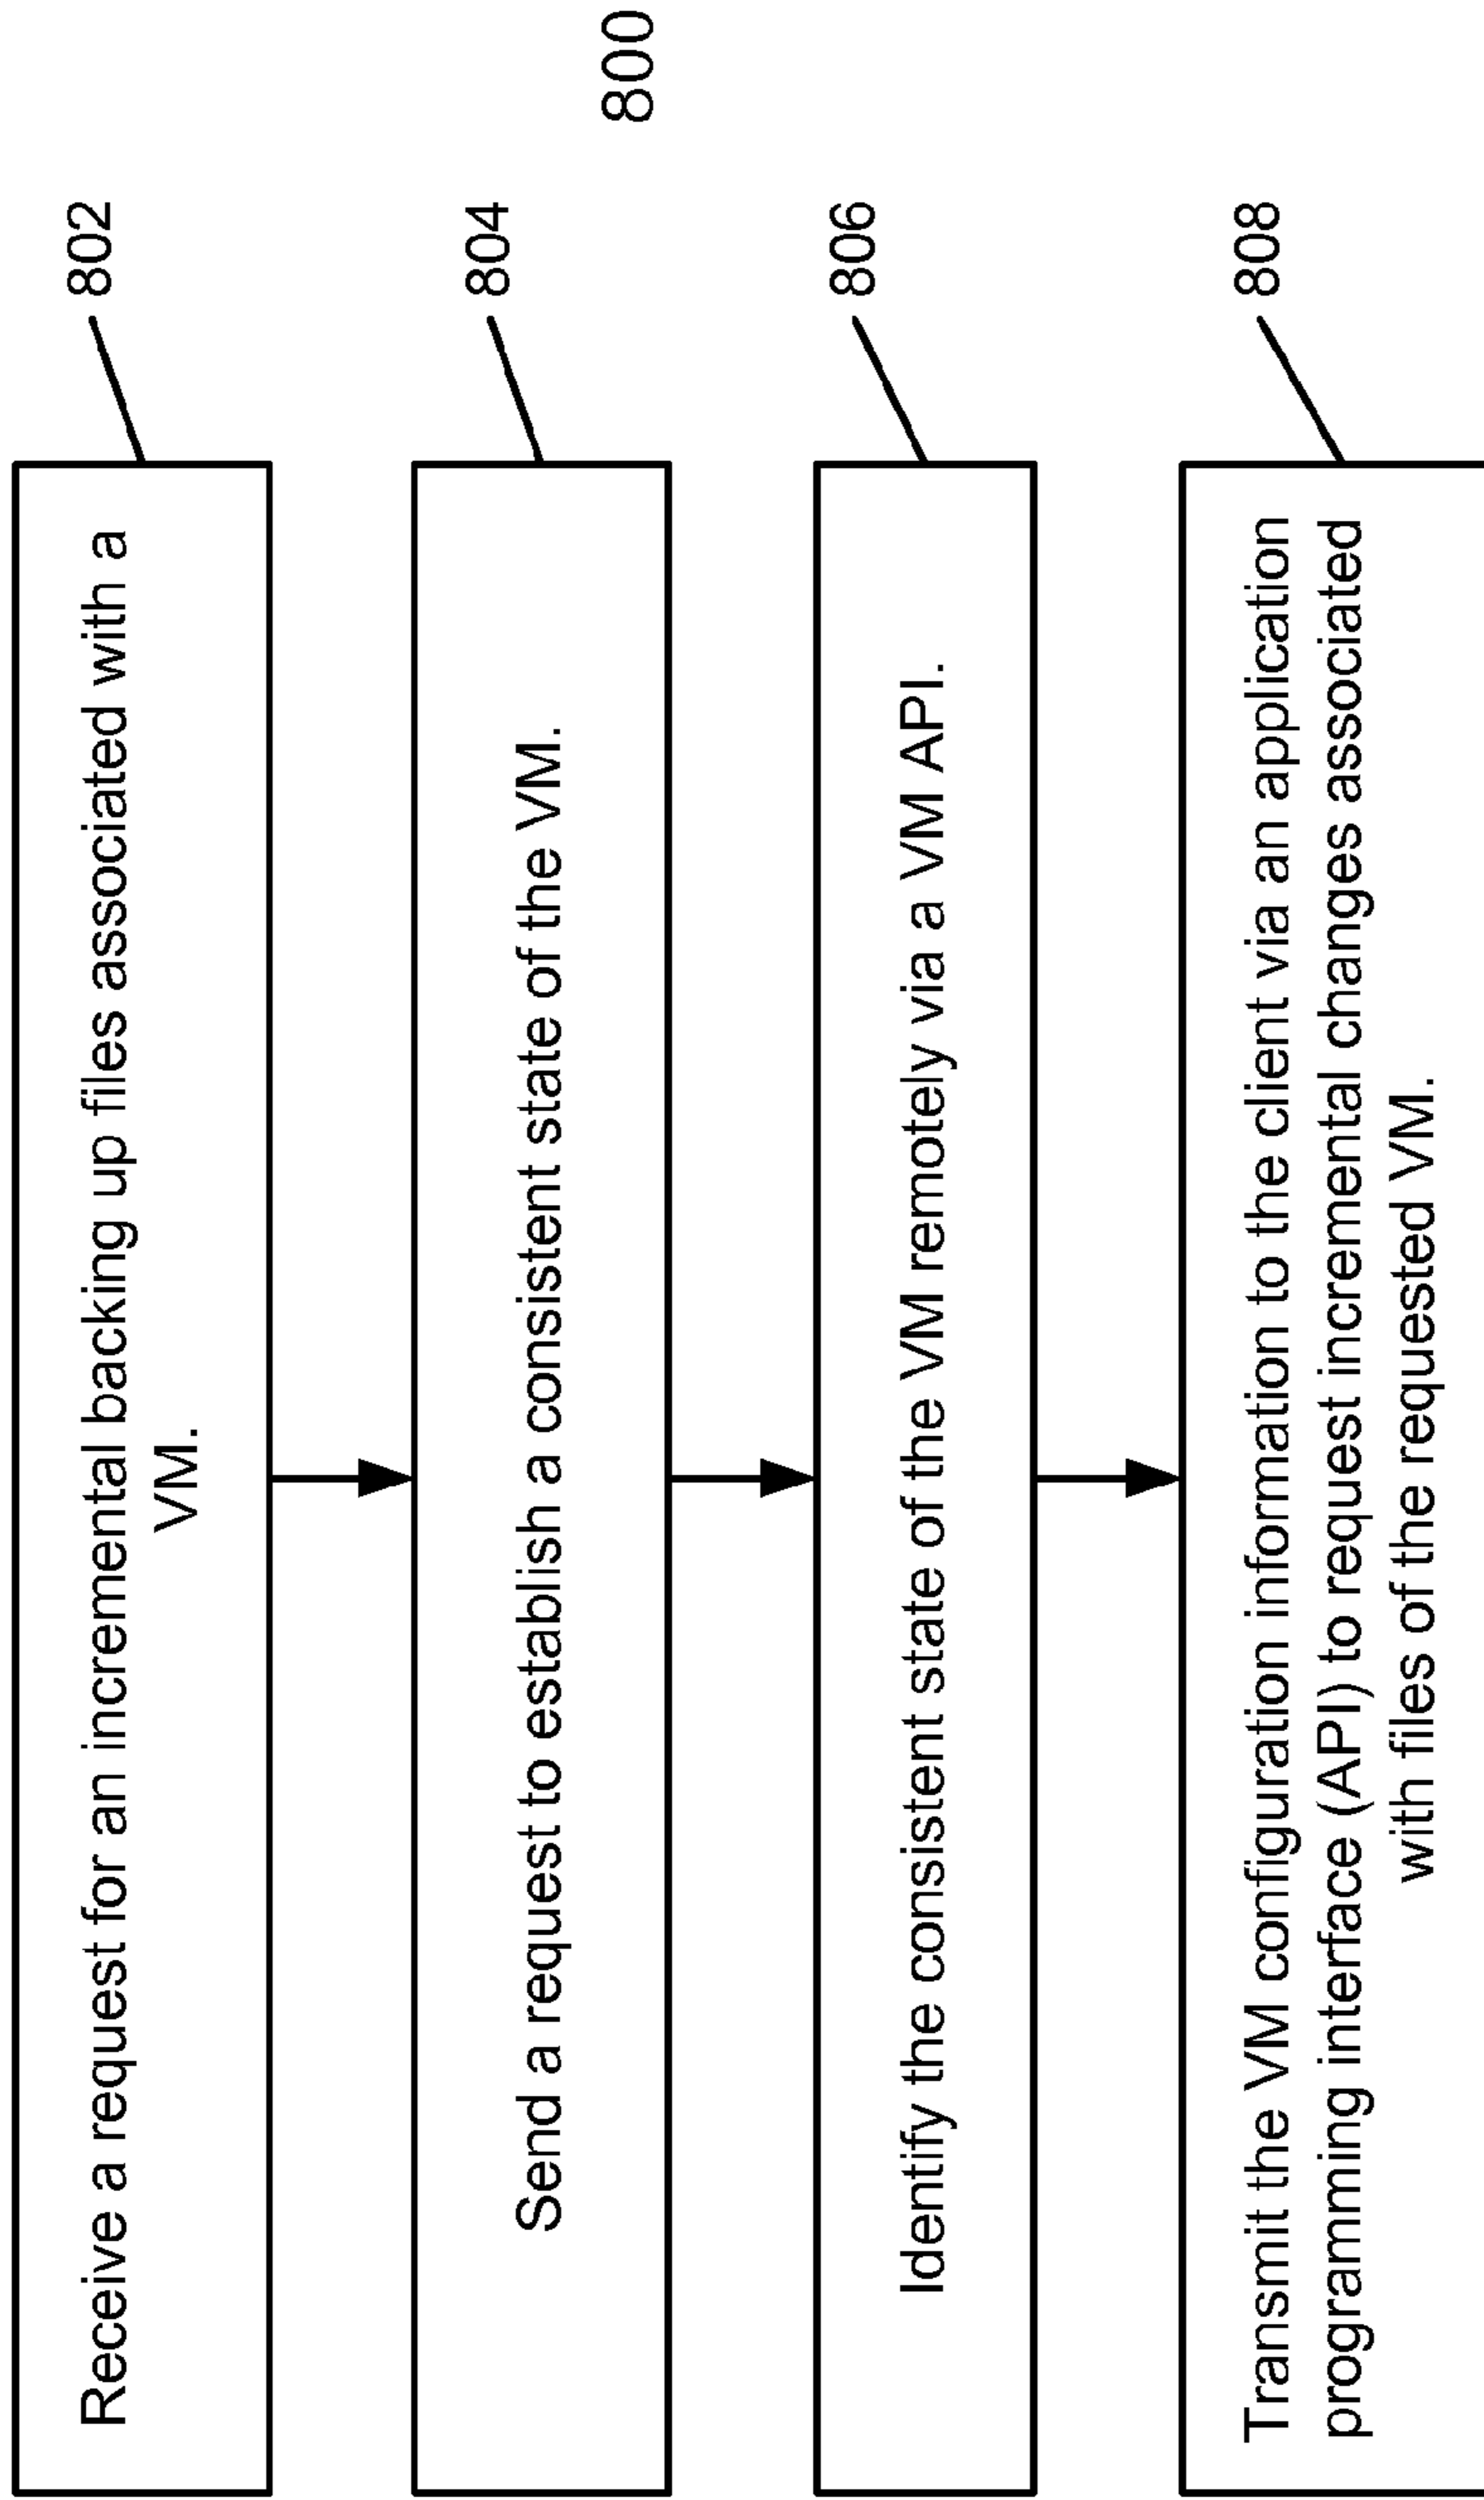 802
Receive a request for an incremental backing up files associated with a
VM.
804
Send a request to establish a consistent state of the VM.
800
806
Identify the consistent state of the VM remotely via a VM API.
808
Transmit the VM configuration information to the client via an application
programming interface (API) to request incremental changes associated
with files of the requested VM.